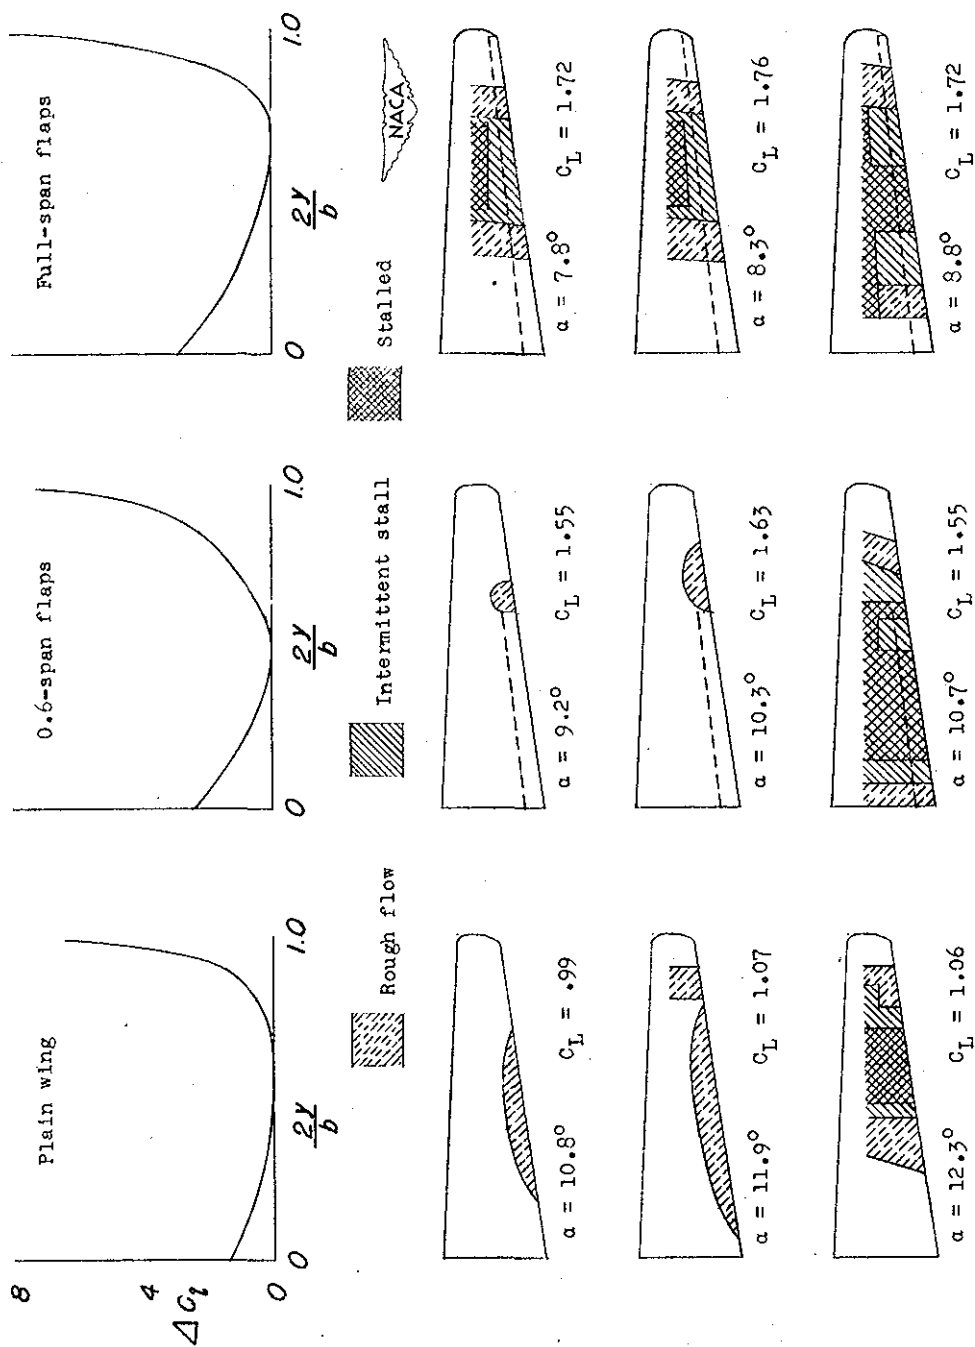 Plain wing
0.6-span flaps
Full-span flaps
8
4
0
ΔC_l
0
2y/b
1.0
0
2y/b
1.0
0
2y/b
1.0
Rough flow
Intermittent stall
Stalled
NACA
α = 10.8° C_L = .99
α = 9.2° C_L = 1.55
α = 7.8° C_L = 1.72
α = 11.9° C_L = 1.07
α = 10.3° C_L = 1.63
α = 8.3° C_L = 1.76
α = 12.3° C_L = 1.06
α = 10.7° C_L = 1.55
α = 8.8° C_L = 1.72